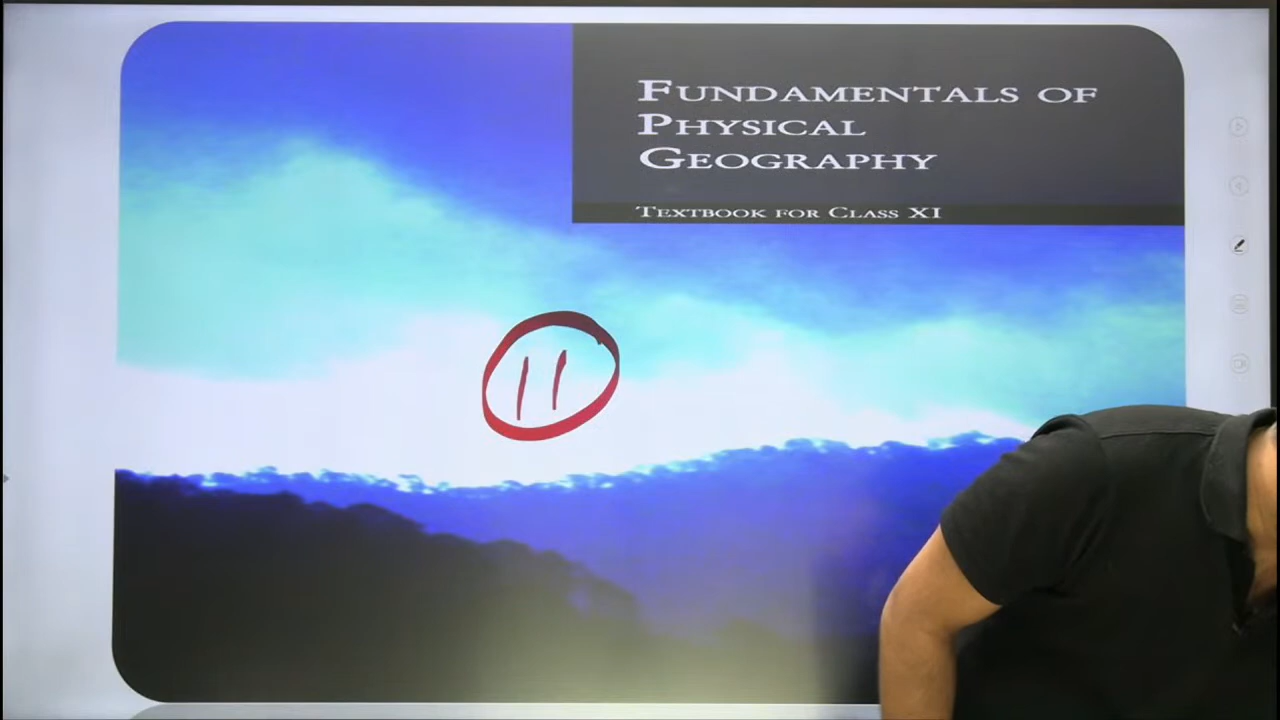 FUNDAMENTALS OF
PHYSICAL
GEOGRAPHY
TEXTBOOK FOR CLASS XI
11